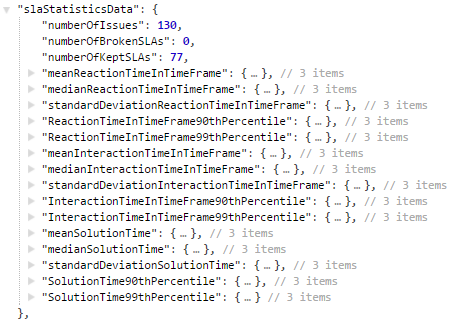 "slaStatisticsData": {
"numberOfIssues": 130,
"numberOfBrokenSLAs": 0,
"numberOfKeptSLAs": 77,
"meanReactionTimeInTimeFrame": { … }, // 3 items
"medianReactionTimeInTimeFrame": { … }, // 3 items
"standardDeviationReactionTimeInTimeFrame": { … }, // 3 items
"ReactionTimeInTimeFrame90thPercentile": { … }, // 3 items
"ReactionTimeInTimeFrame99thPercentile": { … }, // 3 items
"meanInteractionTimeInTimeFrame": { … }, // 3 items
"medianInteractionTimeInTimeFrame": { … }, // 3 items
"standardDeviationInteractionTimeInTimeFrame": { … }, // 3 items
"InteractionTimeInTimeFrame90thPercentile": { … }, // 3 items
"InteractionTimeInTimeFrame99thPercentile": { … }, // 3 items
"meanSolutionTime": { … }, // 3 items
"medianSolutionTime": { … }, // 3 items
"standardDeviationSolutionTime": { … }, // 3 items
"SolutionTime90thPercentile": { … }, // 3 items
"SolutionTime99thPercentile": { … } // 3 items
},